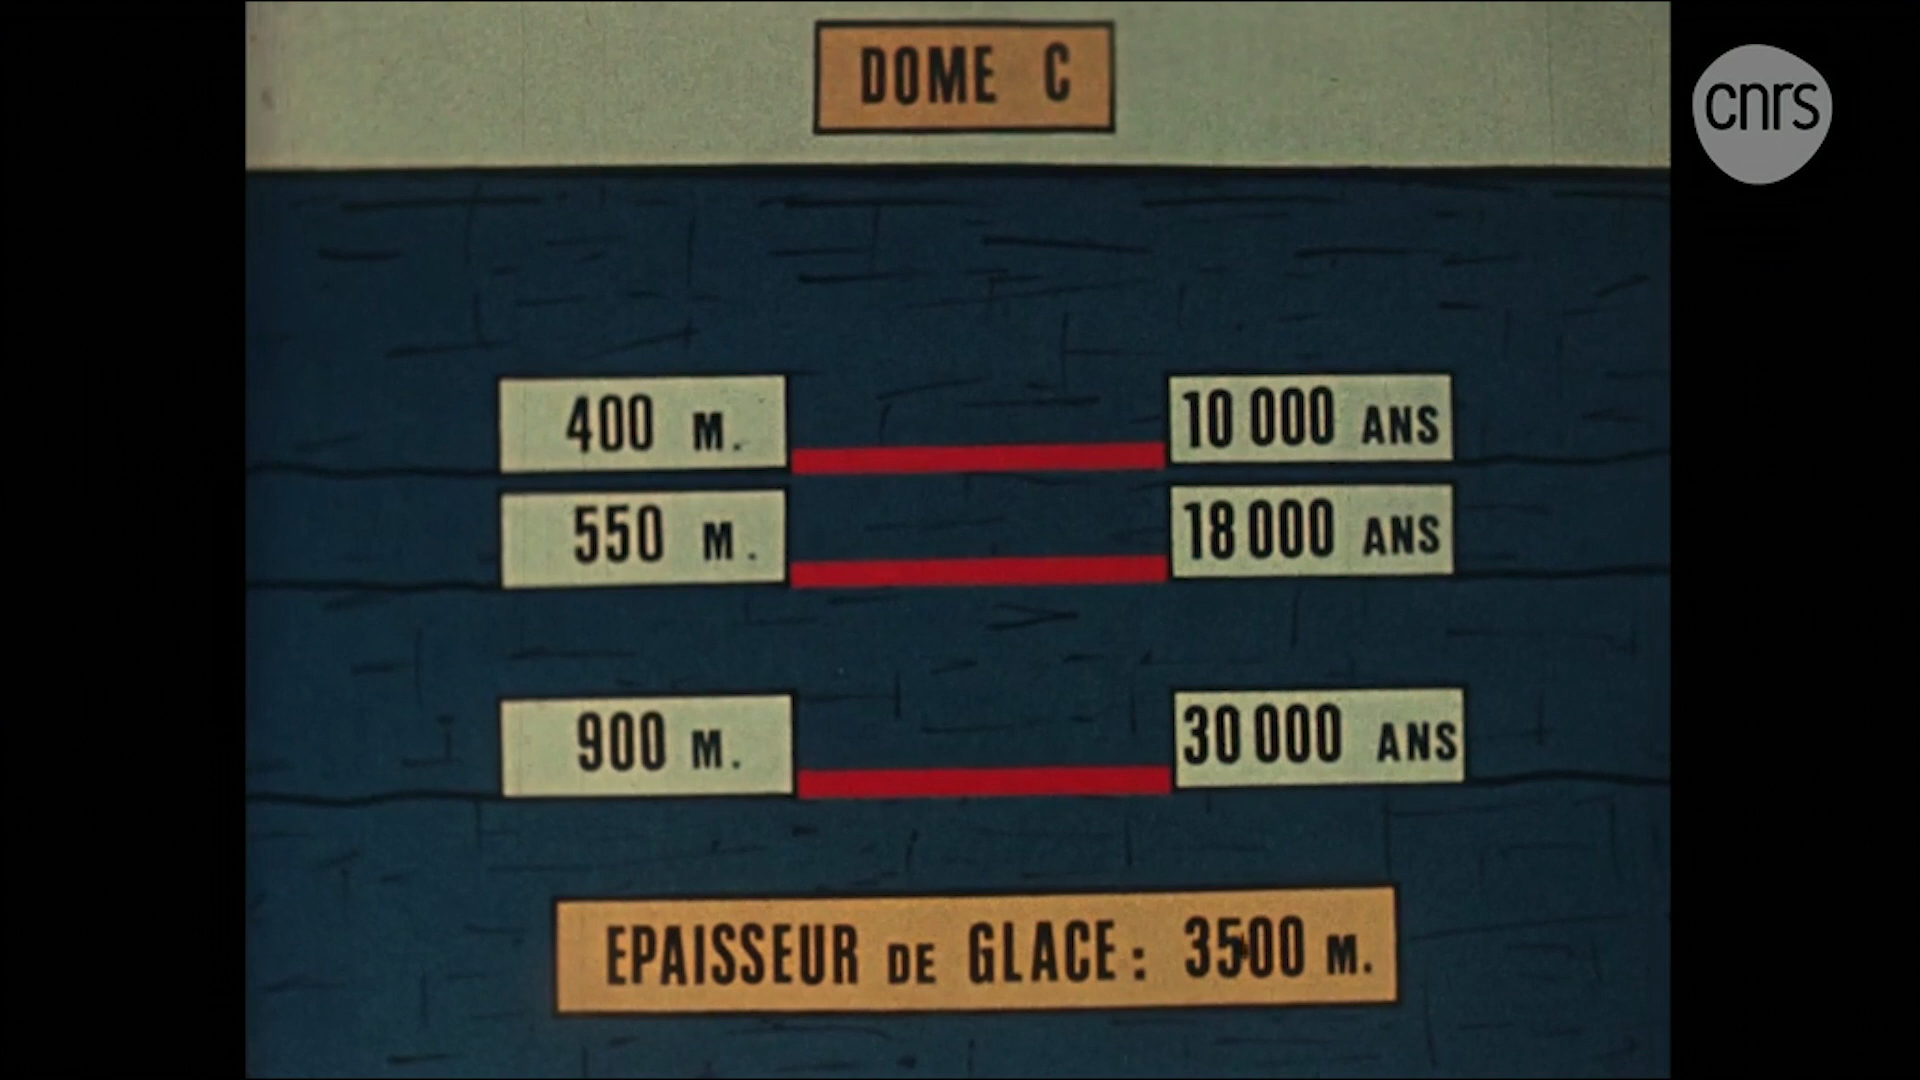 DOME C
cnrs
400 M. 10 000 ANS
550 M. 18 000 ANS
900 M. 30 000 ANS
EPAISSEUR DE GLACE : 3500 M.